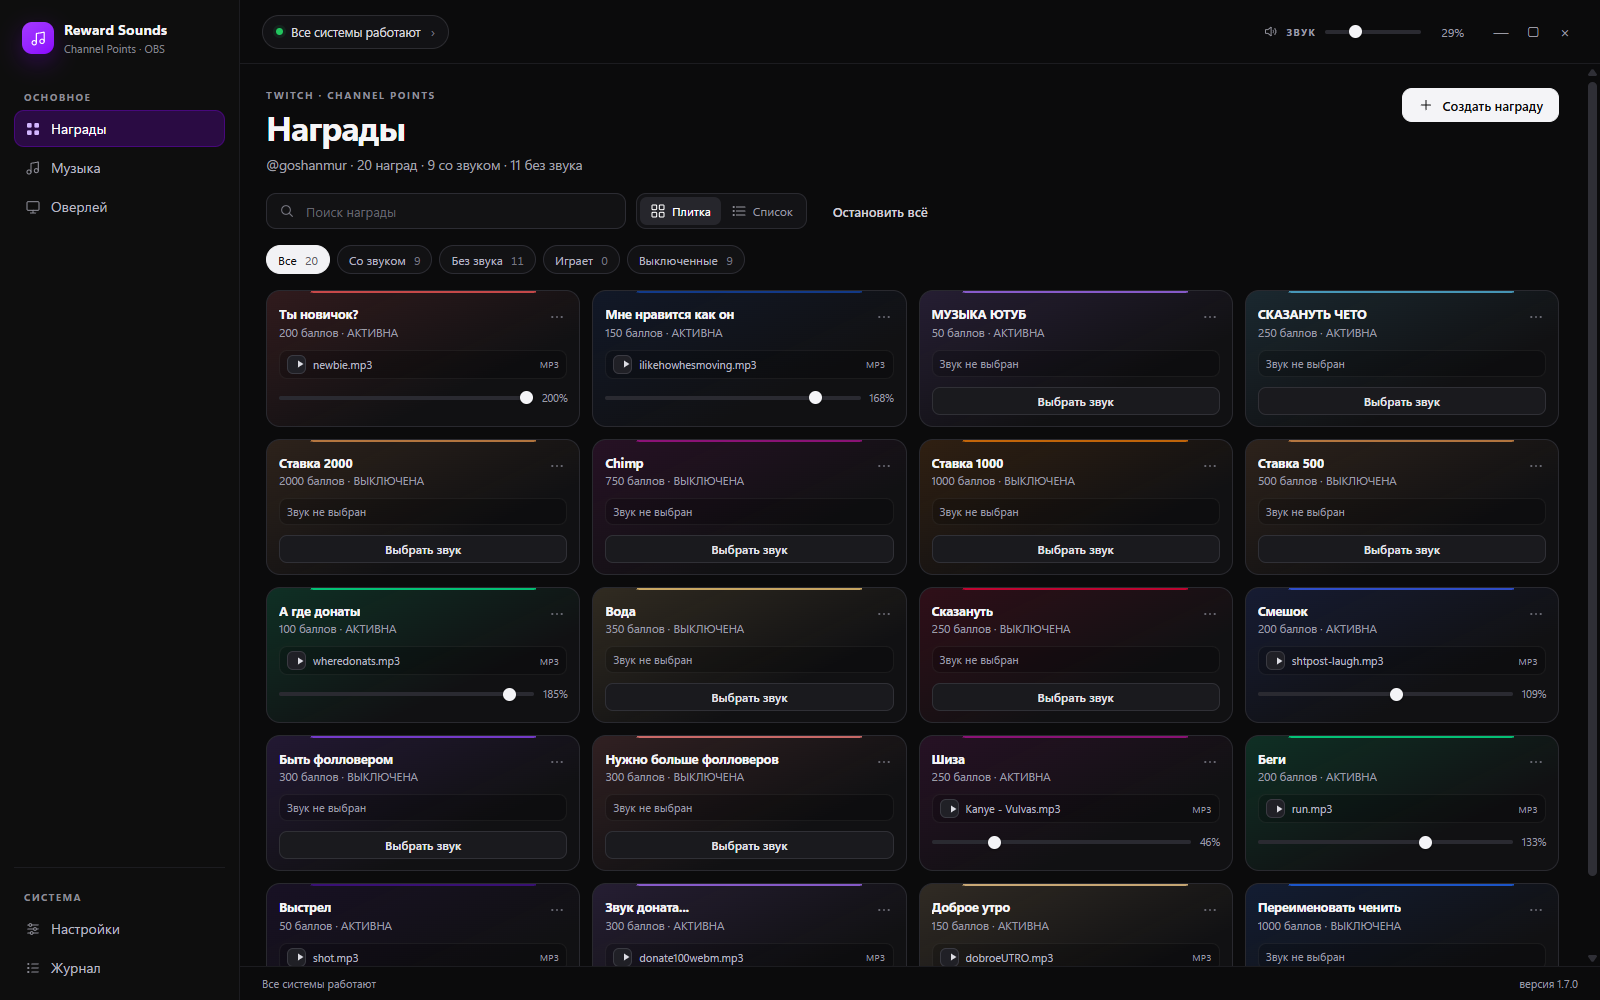 Reward Sounds
Channel Points · OBS
ОСНОВНОЕ
Награды
Музыка
Оверлей
СИСТЕМА
Настройки
Журнал
Все системы работают ›
ЗВУК 29%
TWITCH · CHANNEL POINTS
Награды
@goshanmur · 20 наград · 9 со звуком · 11 без звука
+ Создать награду
Поиск награды
Плитка
Список
Остановить всё
Все 20
Со звуком 9
Без звука 11
Играет 0
Выключенные 9
Ты новичок?
200 баллов · АКТИВНА
newbie.mp3 MP3
200%
Мне нравится как он
150 баллов · АКТИВНА
ilikehowhesmoving.mp3 MP3
168%
МУЗЫКА ЮТУБ
50 баллов · АКТИВНА
Звук не выбран
Выбрать звук
СКАЗАНУТЬ ЧЕТО
250 баллов · АКТИВНА
Звук не выбран
Выбрать звук
Ставка 2000
2000 баллов · ВЫКЛЮЧЕНА
Звук не выбран
Выбрать звук
Chimp
750 баллов · ВЫКЛЮЧЕНА
Звук не выбран
Выбрать звук
Ставка 1000
1000 баллов · ВЫКЛЮЧЕНА
Звук не выбран
Выбрать звук
Ставка 500
500 баллов · ВЫКЛЮЧЕНА
Звук не выбран
Выбрать звук
А где донаты
100 баллов · АКТИВНА
wheredonats.mp3 MP3
185%
Вода
350 баллов · ВЫКЛЮЧЕНА
Звук не выбран
Выбрать звук
Сказануть
250 баллов · ВЫКЛЮЧЕНА
Звук не выбран
Выбрать звук
Смешок
200 баллов · АКТИВНА
shtpost-laugh.mp3 MP3
109%
Быть фолловером
300 баллов · ВЫКЛЮЧЕНА
Звук не выбран
Выбрать звук
Нужно больше фолловеров
300 баллов · ВЫКЛЮЧЕНА
Звук не выбран
Выбрать звук
Шиза
250 баллов · АКТИВНА
Kanye - Vulvas.mp3 MP3
46%
Беги
200 баллов · АКТИВНА
run.mp3 MP3
133%
Выстрел
50 баллов · АКТИВНА
shot.mp3 MP3
Звук доната...
300 баллов · АКТИВНА
donate100webm.mp3 MP3
Доброе утро
150 баллов · АКТИВНА
dobroeUTRO.mp3 MP3
Переименовать ченить
1000 баллов · ВЫКЛЮЧЕНА
Звук не выбран
Все системы работают
версия 1.7.0